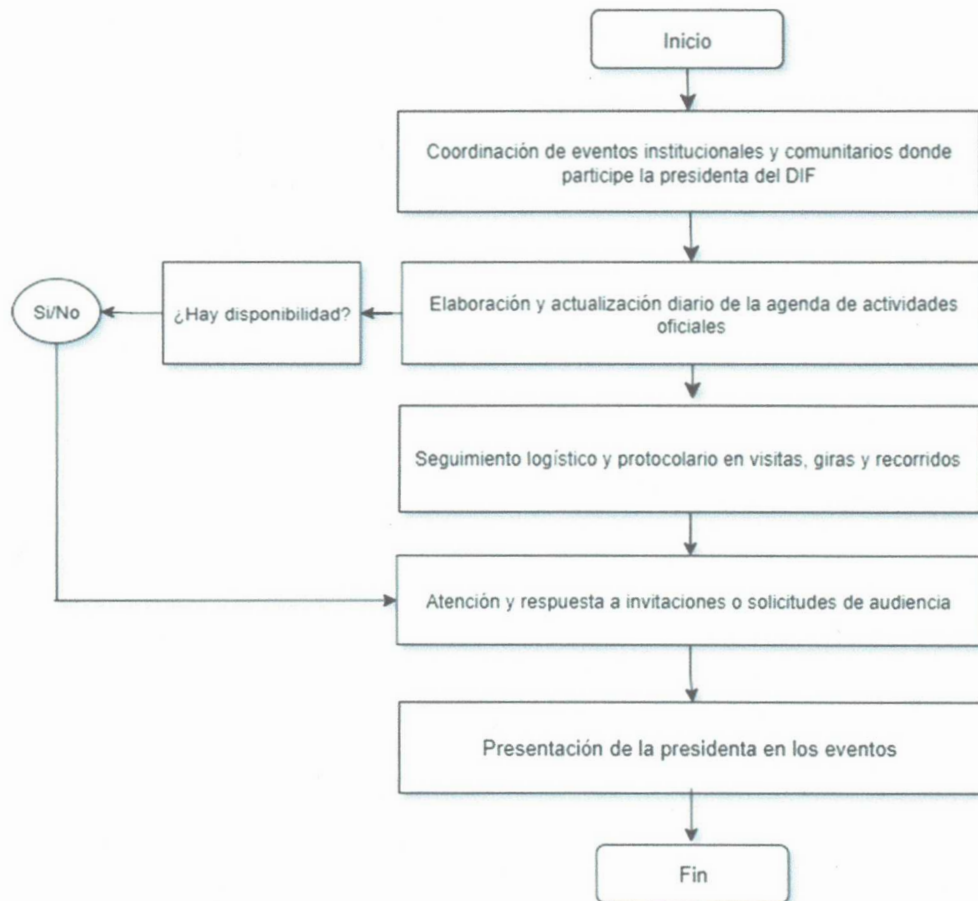 Inicio
Coordinación de eventos institucionales y comunitarios donde
participe la presidenta del DIF
Si/No
¿Hay disponibilidad?
Elaboración y actualización diario de la agenda de actividades
oficiales
Seguimiento logístico y protocolario en visitas, giras y recorridos
Atención y respuesta a invitaciones o solicitudes de audiencia
Presentación de la presidenta en los eventos
Fin